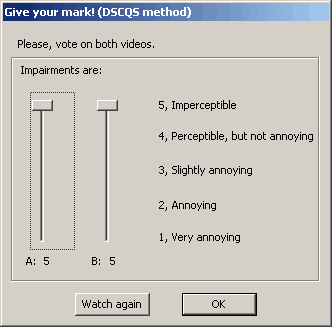 Give your mark! (DSCQS method)
Please, vote on both videos.
Impairments are:
5, Imperceptible
4, Perceptible, but not annoying
3, Slightly annoying
2, Annoying
1, Very annoying
A: 5 B: 5
Watch again OK